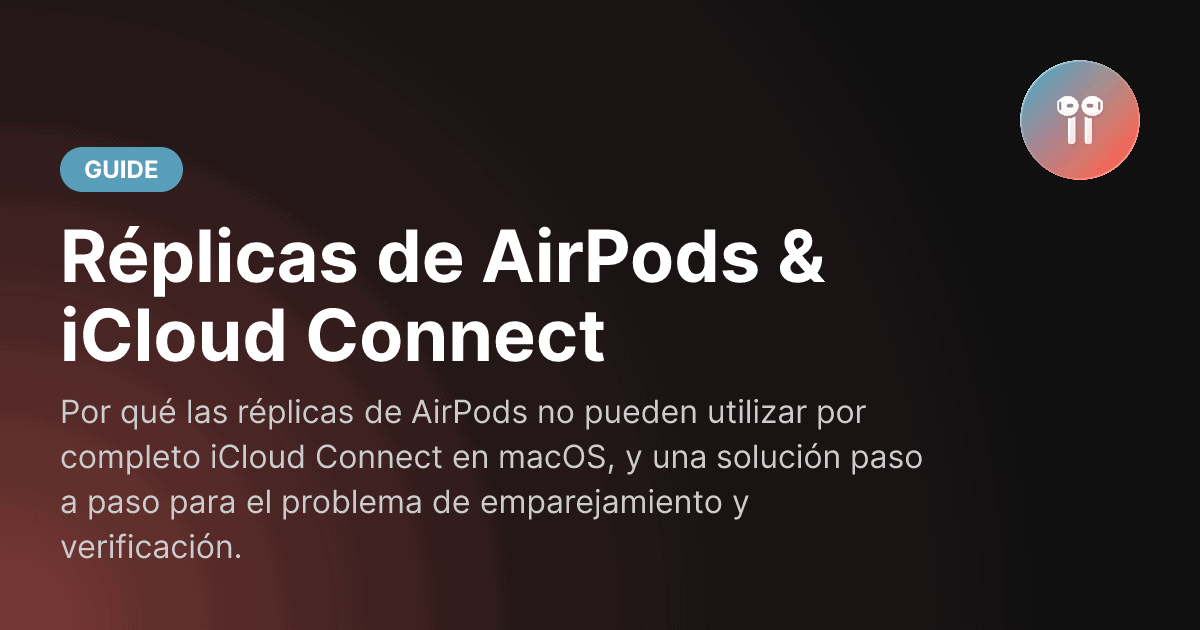 GUIDE
Réplicas de AirPods &
iCloud Connect
Por qué las réplicas de AirPods no pueden utilizar por
completo iCloud Connect en macOS, y una solución paso
a paso para el problema de emparejamiento y
verificación.